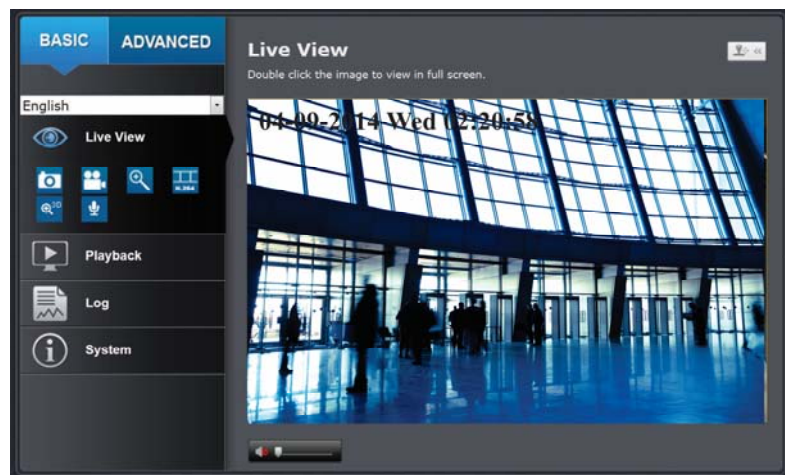 BASIC ADVANCED
English
Live View
H.264
3D
Playback
Log
System
Live View
Double click the image to view in full screen.
04-09-2014 Wed 02:20:58